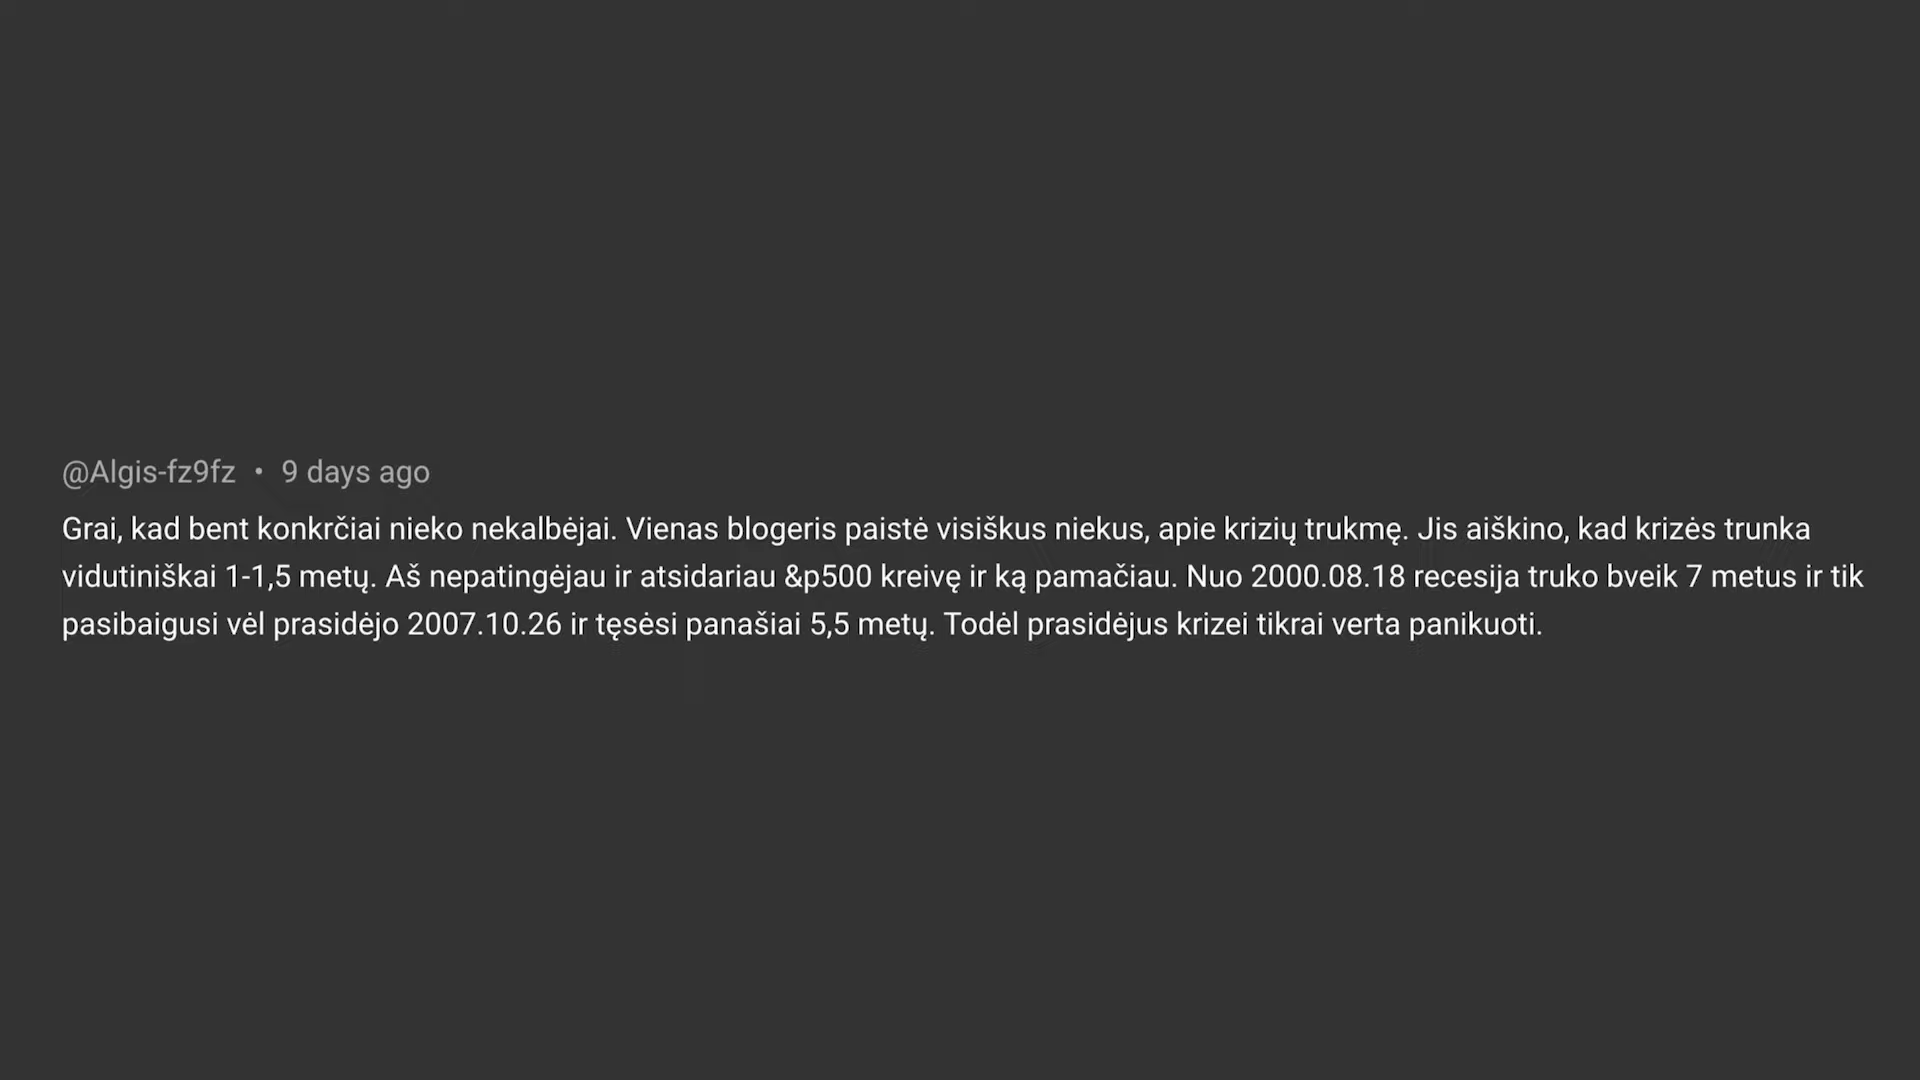 @Algis-fz9fz • 9 days ago
Grai, kad bent konkrčiai nieko nekalbėjai. Vienas blogeris paistė visiškus niekus, apie krizių trukmę. Jis aiškino, kad krizės trunka
vidutiniškai 1-1,5 metų. Aš nepatingėjau ir atsidariau &p500 kreivę ir ką pamačiau. Nuo 2000.08.18 recesija truko bveik 7 metus ir tik
pasibaigusi vėl prasidėjo 2007.10.26 ir tęsėsi panašiai 5,5 metų. Todėl prasidėjus krizei tikrai verta panikuoti.